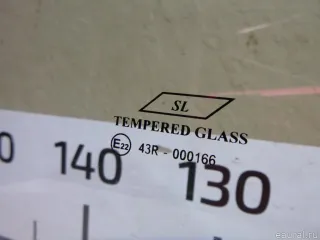 SL
TEMPERED GLASS
E22 43R - 000166
0 140 130